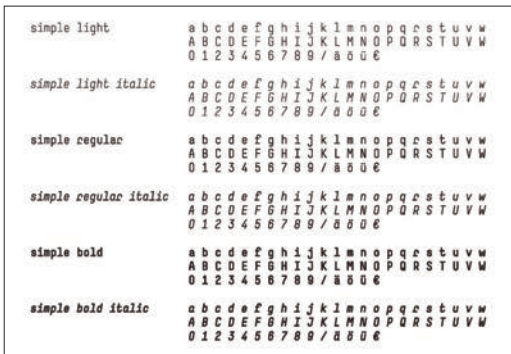 simple light
a b c d e f g h i j k l m n o p q r s t u v w
A B C D E F G H I J K L M N O P Q R S T U V W
0 1 2 3 4 5 6 7 8 9 / ä ö ü €
simple light italic
a b c d e f g h i j k l m n o p q r s t u v w
A B C D E F G H I J K L M N O P Q R S T U V W
0 1 2 3 4 5 6 7 8 9 / ä ö ü €
simple regular
a b c d e f g h i j k l m n o p q r s t u v w
A B C D E F G H I J K L M N O P Q R S T U V W
0 1 2 3 4 5 6 7 8 9 / ä ö ü €
simple regular italic
a b c d e f g h i j k l m n o p q r s t u v w
A B C D E F G H I J K L M N O P Q R S T U V W
0 1 2 3 4 5 6 7 8 9 / ä ö ü €
simple bold
a b c d e f g h i j k l m n o p q r s t u v w
A B C D E F G H I J K L M N O P Q R S T U V W
0 1 2 3 4 5 6 7 8 9 / ä ö ü €
simple bold italic
a b c d e f g h i j k l m n o p q r s t u v w
A B C D E F G H I J K L M N O P Q R S T U V W
0 1 2 3 4 5 6 7 8 9 / ä ö ü €